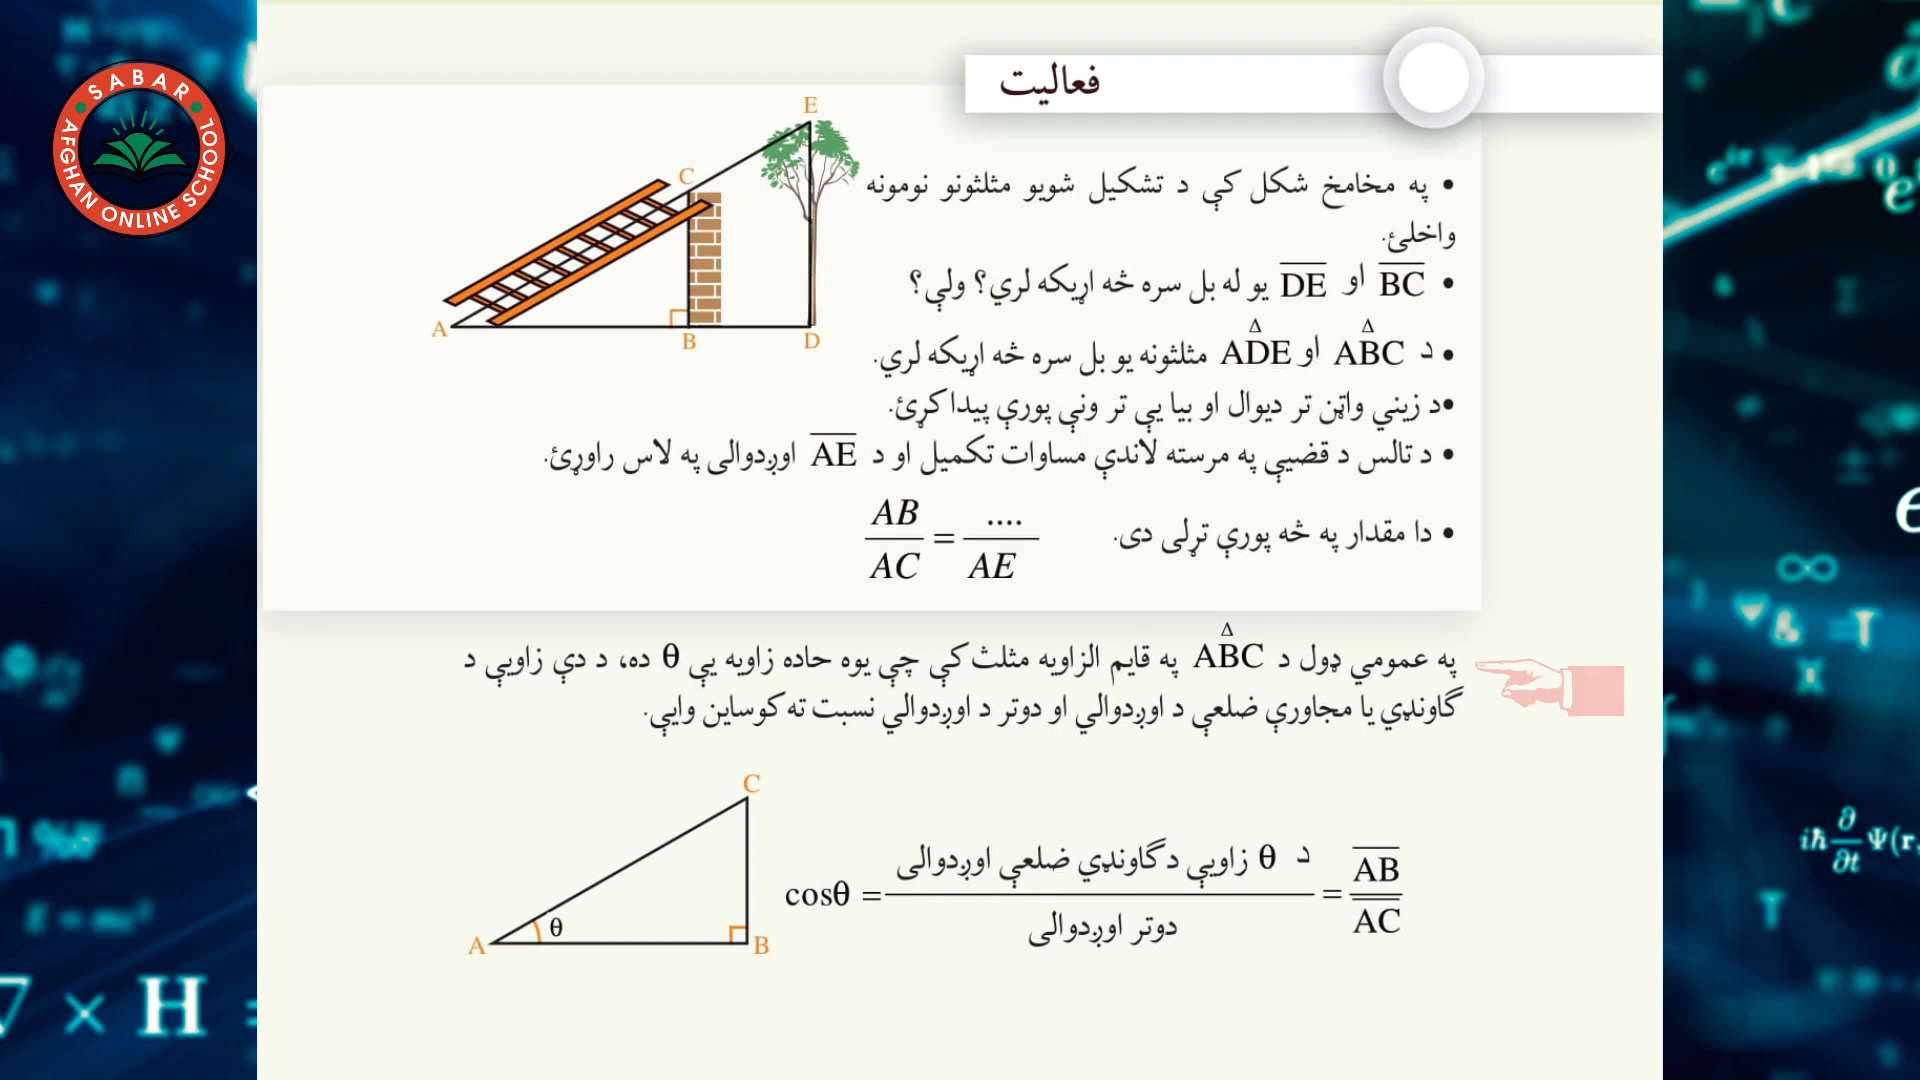 SABAR
AFGHAN ONLINE SCHOOL
فعالیت
• په مخامخ شکل کې د تشکیل شویو مثلثونو نومونه
واخلئ.
• BC او DE یو له بل سره څه اړیکه لري؟ ولې؟
• د ABC او ADE مثلثونه یو بل سره څه اړیکه لري.
•د زیني واټن تر دیوال او بیا یې تر ونې پورې پیدا کړئ.
• د تالس د قضیې په مرسته لاندې مساوات تکمیل او د AE اوږدوالی په لاس راوړئ.
• دا مقدار په څه پورې تړلی دی. AB/AC = ..../AE
E
C
A
B
D
په عمومي ډول د ABC په قایم الزاویه مثلث کې چې یوه حاده زاویه یې θ ده، د دې زاویې د
ګاونډي یا مجاورې ضلعې د اوږدوالي او دوتر د اوږدوالي نسبت ته کوساین وایې.
C
A
θ
B
cosθ = د θ زاویې د ګاونډي ضلعې اوږدوالی / دوتر اوږدوالی = AB/AC
∇ × H =
iħ ∂/∂t Ψ(r,